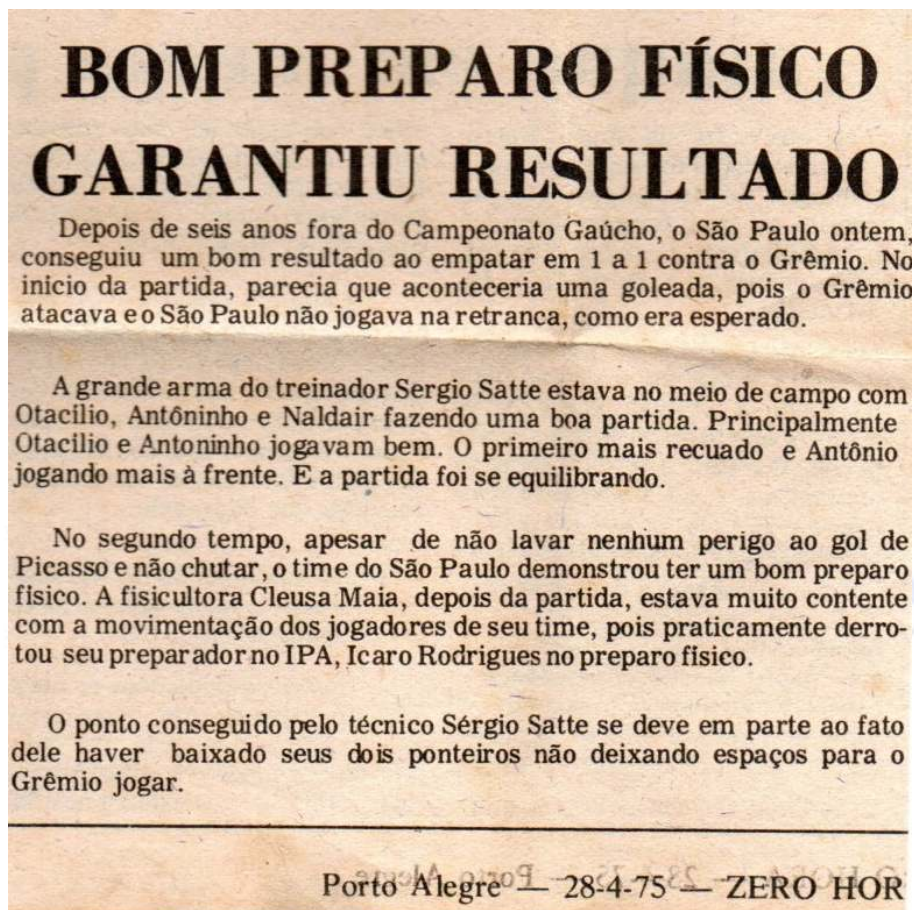 BOM PREPARO FÍSICO
GARANTIU RESULTADO
Depois de seis anos fora do Campeonato Gaúcho, o São Paulo ontem,
conseguiu um bom resultado ao empatar em 1 a 1 contra o Grêmio. No
inicio da partida, parecia que aconteceria uma goleada, pois o Grêmio
atacava e o São Paulo não jogava na retranca, como era esperado.
A grande arma do treinador Sergio Satte estava no meio de campo com
Otacilio, Antôninho e Naldair fazendo uma boa partida. Principalmente
Otacilio e Antoninho jogavam bem. O primeiro mais recuado e Antônio
jogando mais à frente. E a partida foi se equilibrando.
No segundo tempo, apesar de não lavar nenhum perigo ao gol de
Picasso e não chutar, o time do São Paulo demonstrou ter um bom preparo
fisico. A fisicultora Cleusa Maia, depois da partida, estava muito contente
com a movimentação dos jogadores de seu time, pois praticamente derro-
tou seu preparador no IPA, Icaro Rodrigues no preparo fisico.
O ponto conseguido pelo técnico Sérgio Satte se deve em parte ao fato
dele haver baixado seus dois ponteiros não deixando espaços para o
Grêmio jogar.
Porto Alegre — 28-4-75 — ZERO HOR